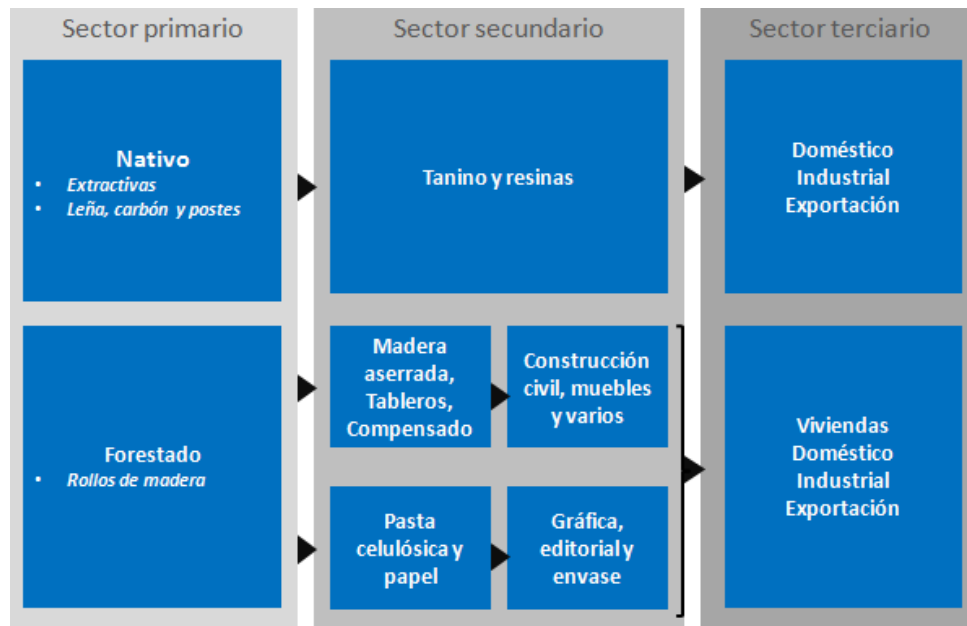 Sector primario
Sector secundario
Sector terciario
Nativo
• Extractivas
• Leña, carbón y postes
Tanino y resinas
Doméstico
Industrial
Exportación
Forestado
• Rollos de madera
Madera
aserrada,
Tableros,
Compensado
Construcción
civil, muebles
y varios
Pasta
celulósica y
papel
Gráfica,
editorial y
envase
Viviendas
Doméstico
Industrial
Exportación